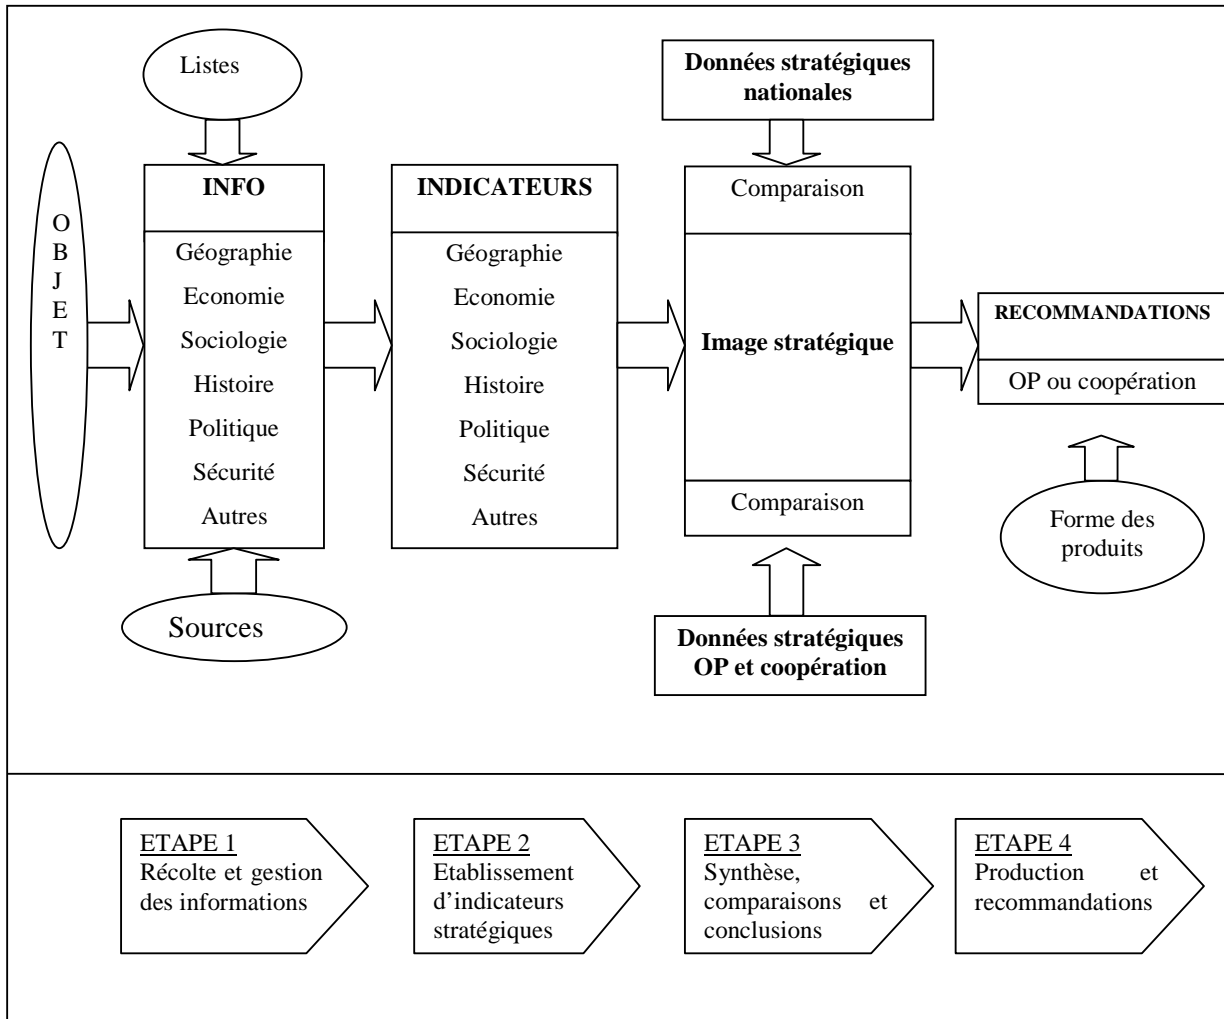 Listes
Données stratégiques
nationales
O
B
J
E
T
INFO
Géographie
Economie
Sociologie
Histoire
Politique
Sécurité
Autres
INDICATEURS
Géographie
Economie
Sociologie
Histoire
Politique
Sécurité
Autres
Comparaison
Image stratégique
Comparaison
RECOMMANDATIONS
OP ou coopération
Forme des
produits
Sources
Données stratégiques
OP et coopération
ETAPE 1
Récolte et gestion
des informations
ETAPE 2
Etablissement
d’indicateurs
stratégiques
ETAPE 3
Synthèse,
comparaisons et
conclusions
ETAPE 4
Production et
recommandations